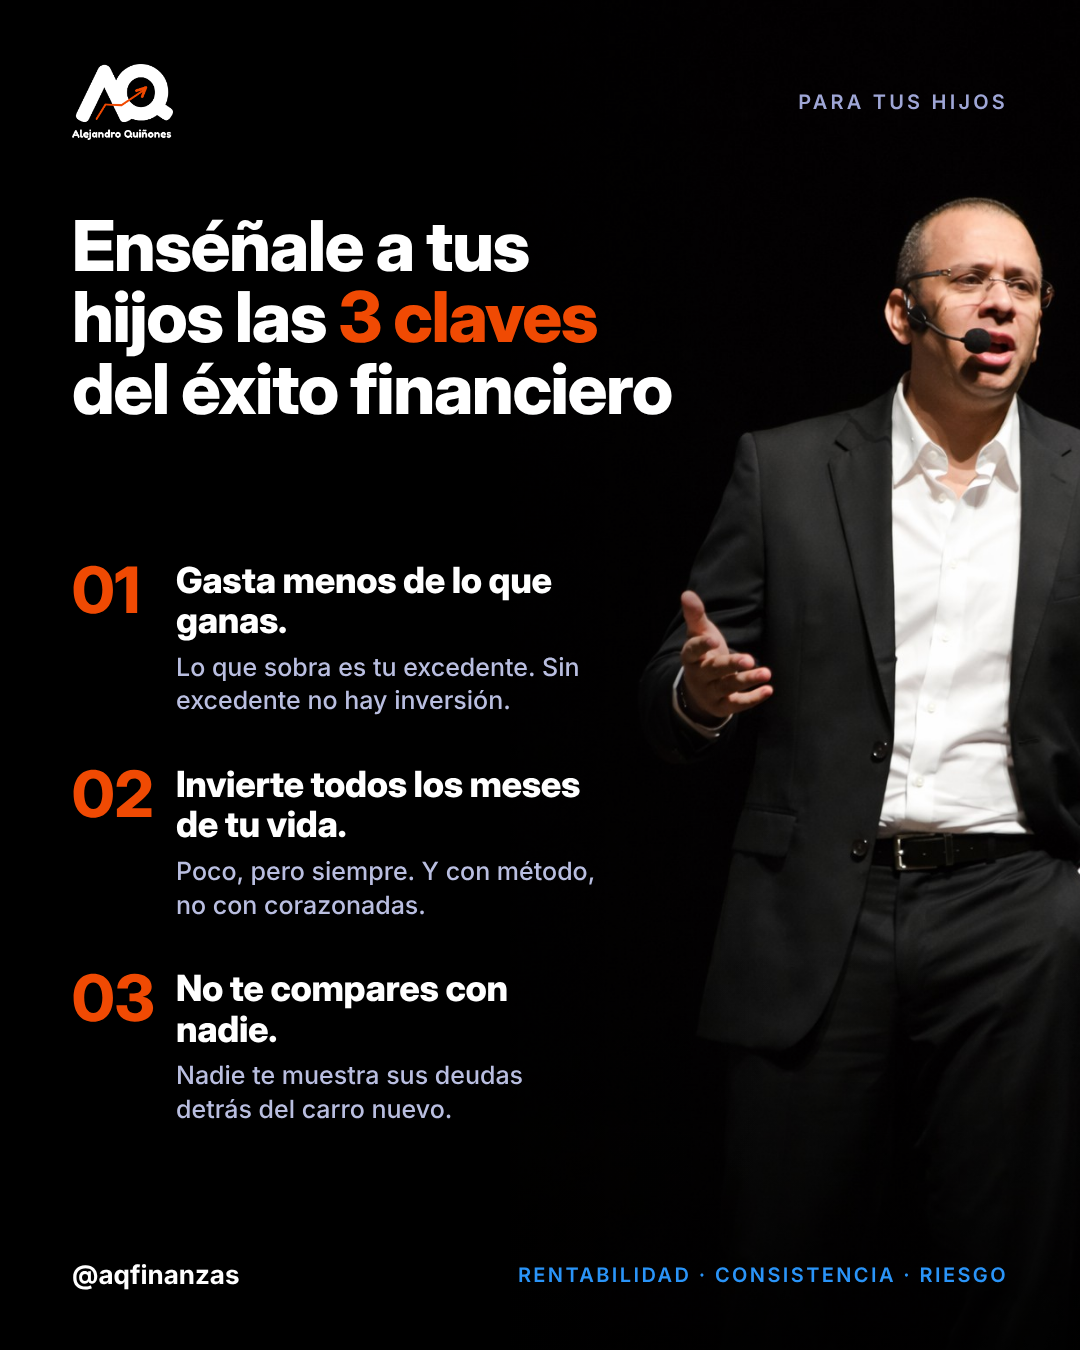 AQ
Alejandro Quiñones
PARA TUS HIJOS
Enséñale a tus
hijos las 3 claves
del éxito financiero
01
Gasta menos de lo que
ganas.
Lo que sobra es tu excedente. Sin
excedente no hay inversión.
02
Invierte todos los meses
de tu vida.
Poco, pero siempre. Y con método,
no con corazonadas.
03
No te compares con
nadie.
Nadie te muestra sus deudas
detrás del carro nuevo.
@aqfinanzas
RENTABILIDAD · CONSISTENCIA · RIESGO